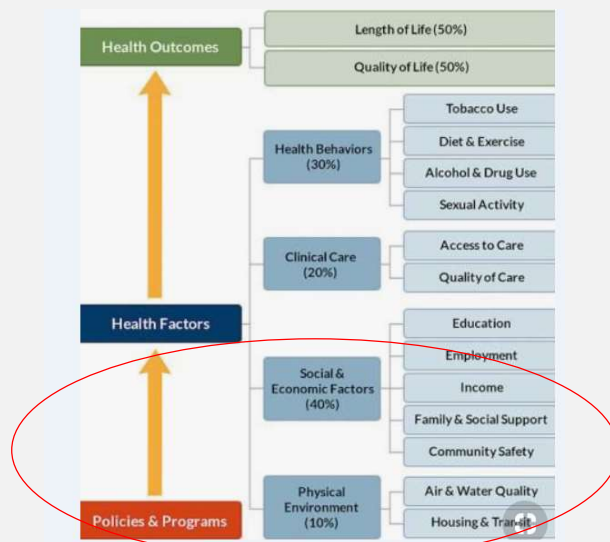 Health Outcomes
Length of Life (50%)
Quality of Life (50%)
Health Behaviors
(30%)
Tobacco Use
Diet & Exercise
Alcohol & Drug Use
Sexual Activity
Clinical Care
(20%)
Access to Care
Quality of Care
Health Factors
Social &
Economic Factors
(40%)
Education
Employment
Income
Family & Social Support
Community Safety
Policies & Programs
Physical
Environment
(10%)
Air & Water Quality
Housing & Transit